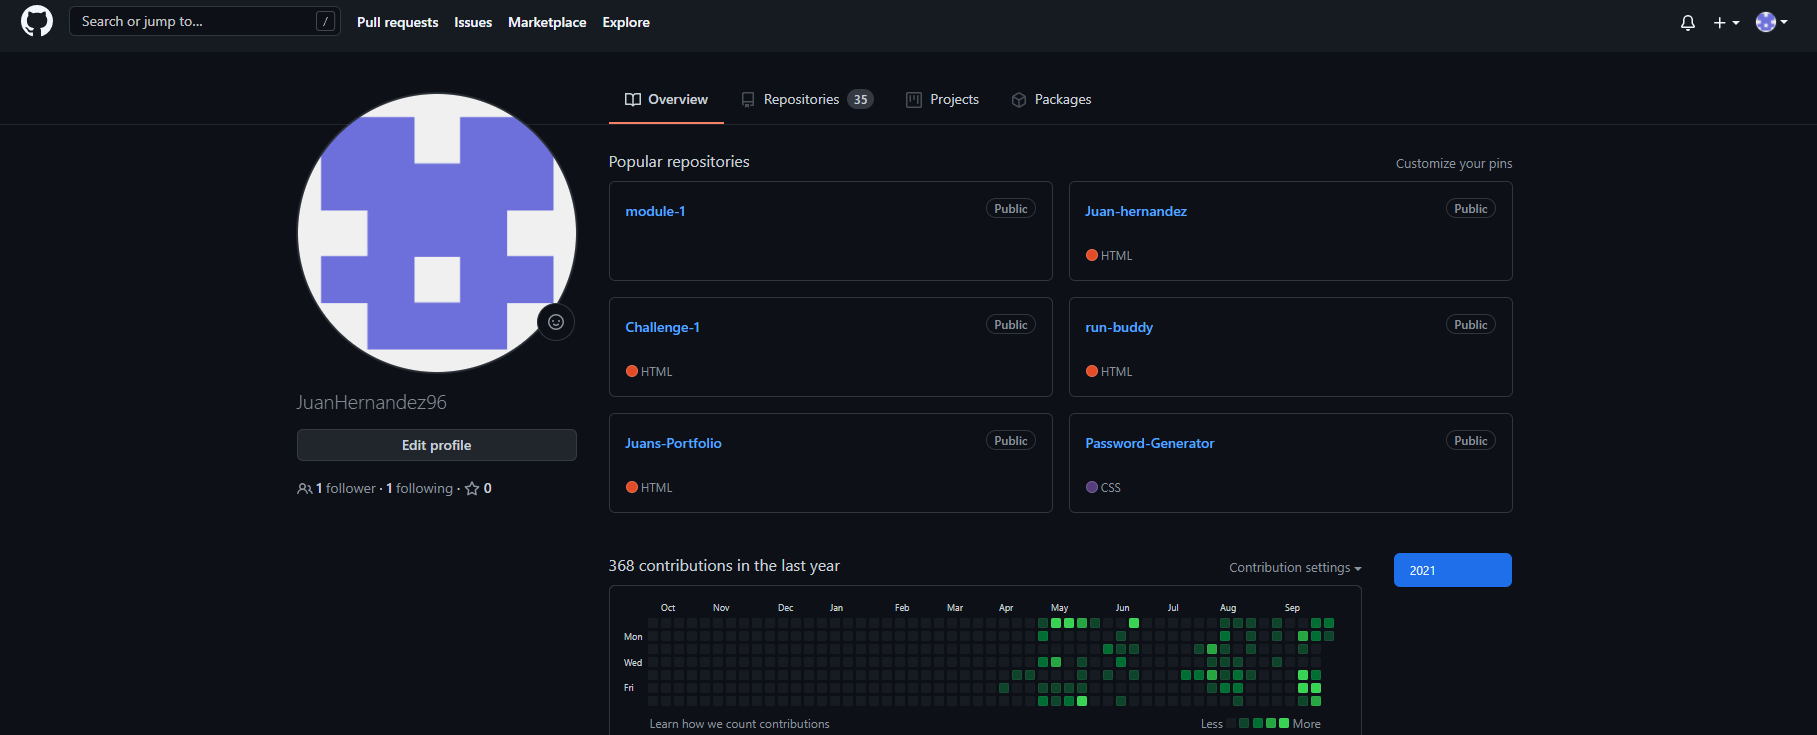 Search or jump to... /
Pull requests Issues Marketplace Explore
Overview Repositories 35 Projects Packages
JuanHernandez96
Edit profile
1 follower · 1 following · 0
Popular repositories Customize your pins
module-1 Public
Juan-hernandez Public
HTML
Challenge-1 Public
HTML
run-buddy Public
HTML
Juans-Portfolio Public
HTML
Password-Generator Public
CSS
368 contributions in the last year Contribution settings 2021
Oct Nov Dec Jan Feb Mar Apr May Jun Jul Aug Sep
Mon
Wed
Fri
Learn how we count contributions Less More